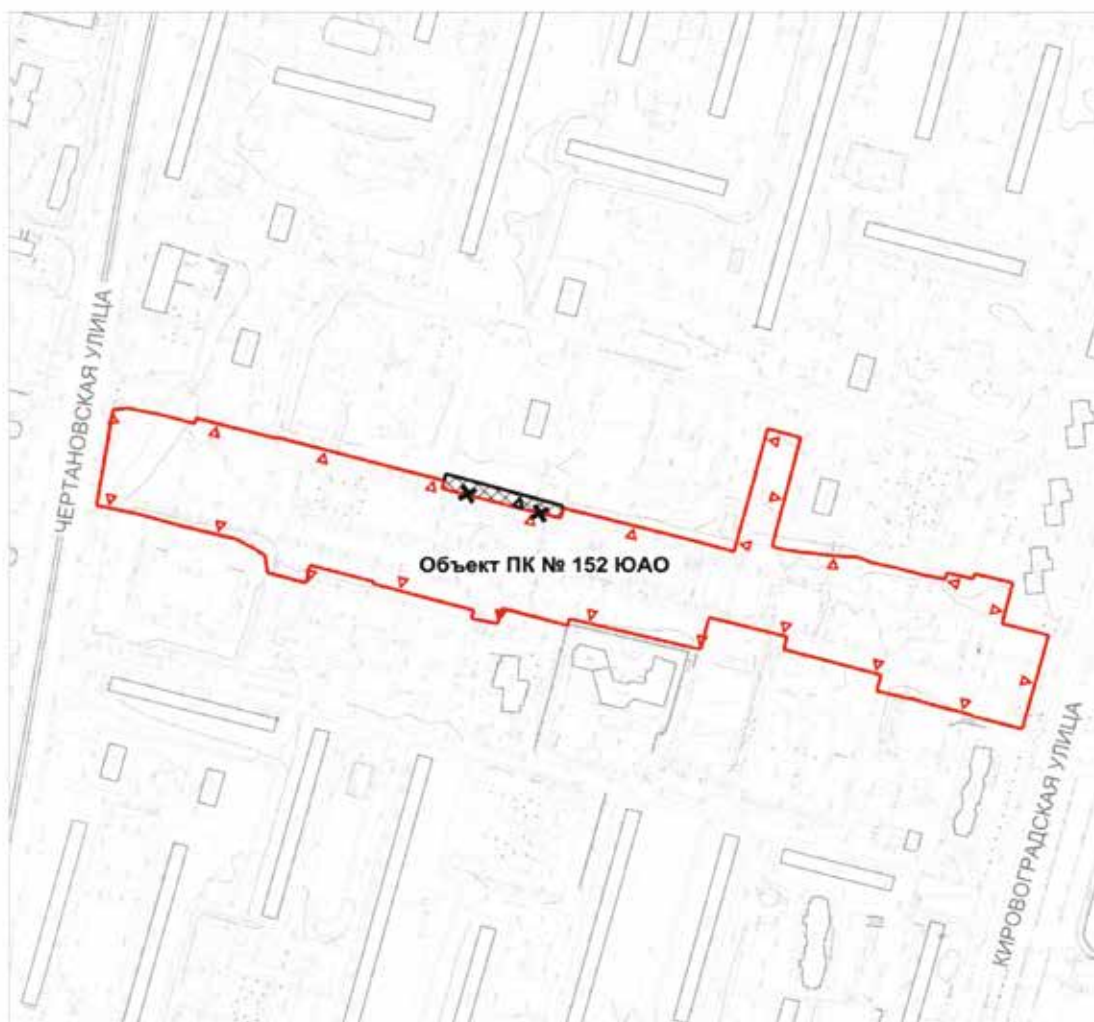 ЧЕРТАНОВСКАЯ УЛИЦА
Объект ПК № 152 ЮАО
КИРОВОГРАДСКАЯ УЛИЦА